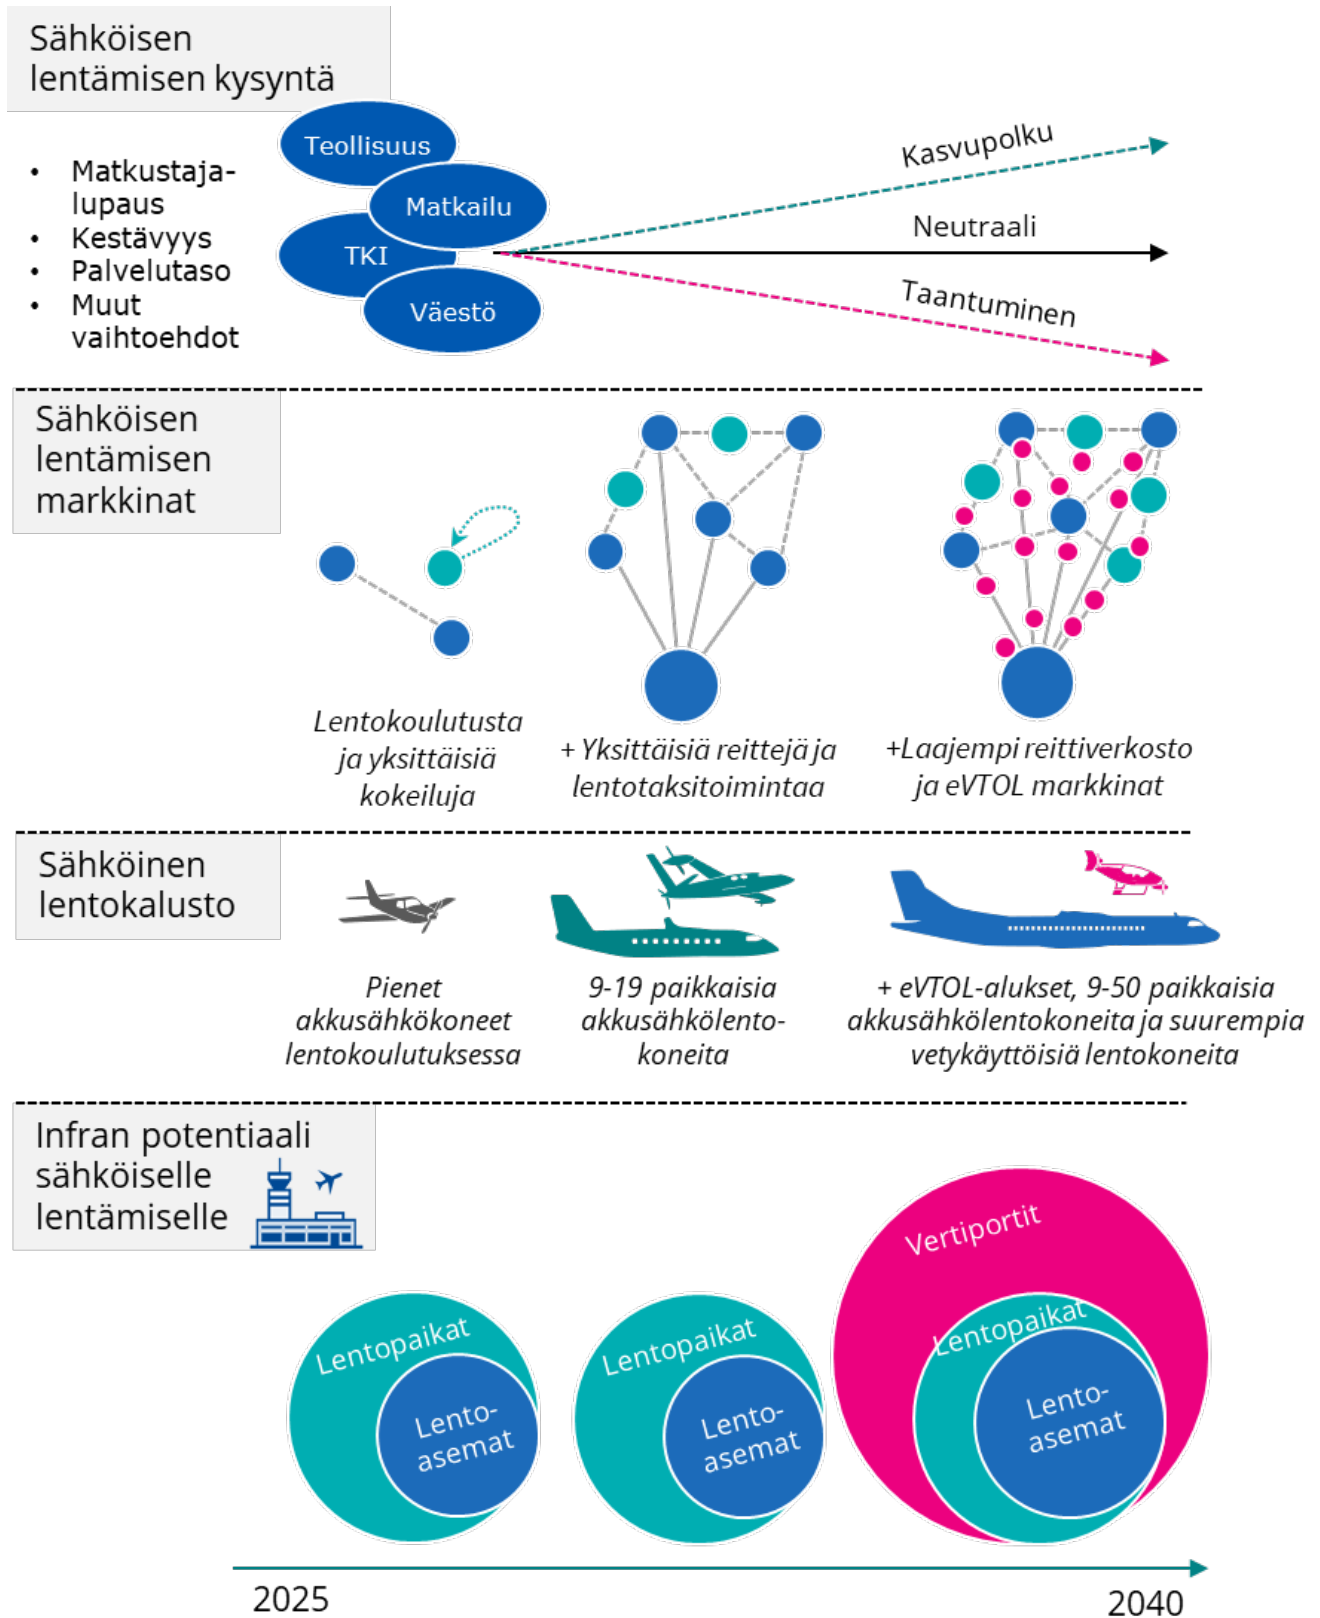 Sähköisen
lentämisen kysyntä
• Matkustaja-
lupaus
• Kestävyys
• Palvelutaso
• Muut
vaihtoehdot
Teollisuus
Matkailu
TKI
Väestö
Kasvupolku
Neutraali
Taantuminen
Sähköisen
lentämisen
markkinat
Lentokoulutusta
ja yksittäisiä
kokeiluja
+ Yksittäisiä reittejä ja
lentotaksitoimintaa
+Laajempi reittiverkosto
ja eVTOL markkinat
Sähköinen
lentokalusto
Pienet
akkusähkökoneet
lentokoulutuksessa
9-19 paikkaisia
akkusähkölento-
koneita
+ eVTOL-alukset, 9-50 paikkaisia
akkusähkölentokoneita ja suurempia
vetykäyttöisiä lentokoneita
Infran potentiaali
sähköiselle
lentämiselle
Lentopaikat
Lento-
asemat
Lentopaikat
Lento-
asemat
Vertiportit
Lentopaikat
Lento-
asemat
2025
2040